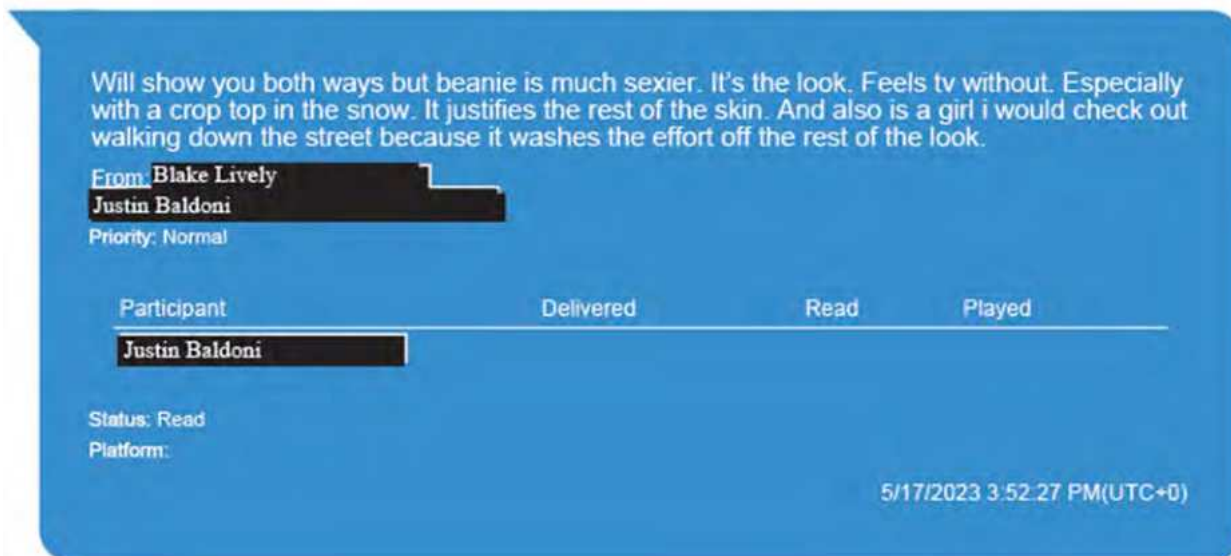 Will show you both ways but beanie is much sexier. It's the look. Feels tv without. Especially
with a crop top in the snow. It justifies the rest of the skin. And also is a girl i would check out
walking down the street because it washes the effort off the rest of the look.
From: Blake Lively
Justin Baldoni
Priority: Normal
Participant Delivered Read Played
Justin Baldoni
Status: Read
Platform:
5/17/2023 3:52:27 PM(UTC+0)